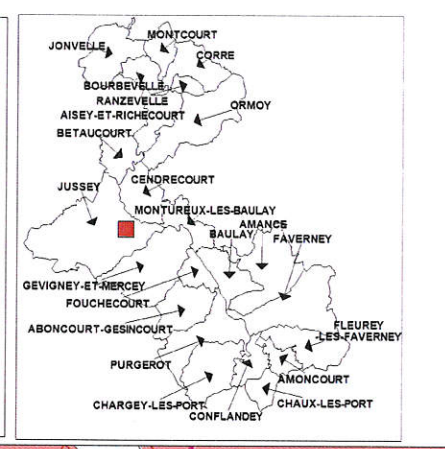 MONTCOURT
JONVELLE
CORRE
BOURBEVELLE
RANZEVELLE
ORMOY
AISEY-ET-RICHECOURT
BETAUCOURT
CENDRECOURT
JUSSEY
MONTUREUX-LES-BAULAY
AMANCE
BAULAY
FAVERNEY
GEVIGNEY-ET-MERCEY
FOUCHECOURT
ABONCOURT-GESINCOURT
FLEUREY
-LES-FAVERNEY
PURGEROT
AMONCOURT
CHARGEY-LES-PORT
CHAUX-LES-PORT
CONFLANDEY